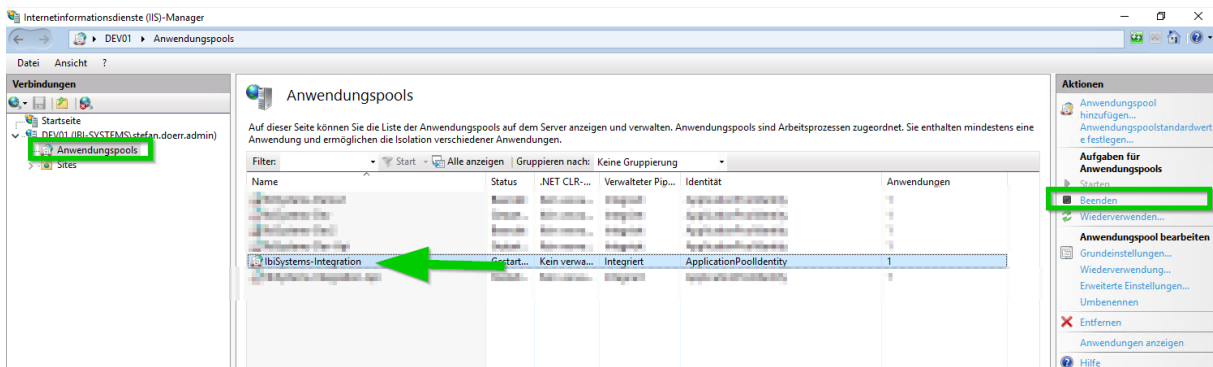 Internetinformationsdienste (IIS)-Manager
DEV01 Anwendungspools
Datei Ansicht ?
Verbindungen
Startseite
DEV01 (IBI-SYSTEMS\stefan.doerr.admin)
Anwendungspools
Sites
Anwendungspools
Auf dieser Seite können Sie die Liste der Anwendungspools auf dem Server anzeigen und verwalten. Anwendungspools sind Arbeitsprozessen zugeordnet. Sie enthalten mindestens eine
Anwendung und ermöglichen die Isolation verschiedener Anwendungen.
Filter: Start Alle anzeigen Gruppieren nach: Keine Gruppierung
Name Status .NET CLR-... Verwalteter Pip... Identität Anwendungen
IbiSystems-Integration Gestart... Kein verwa... Integriert ApplicationPoolIdentity 1
Aktionen
Anwendungspool
hinzufügen...
Anwendungspoolstandardwert
e festlegen...
Aufgaben für
Anwendungspools
Starten
Beenden
Wiederverwenden...
Anwendungspool bearbeiten
Grundeinstellungen...
Wiederverwendung...
Erweiterte Einstellungen...
Umbenennen
Entfernen
Anwendungen anzeigen
Hilfe